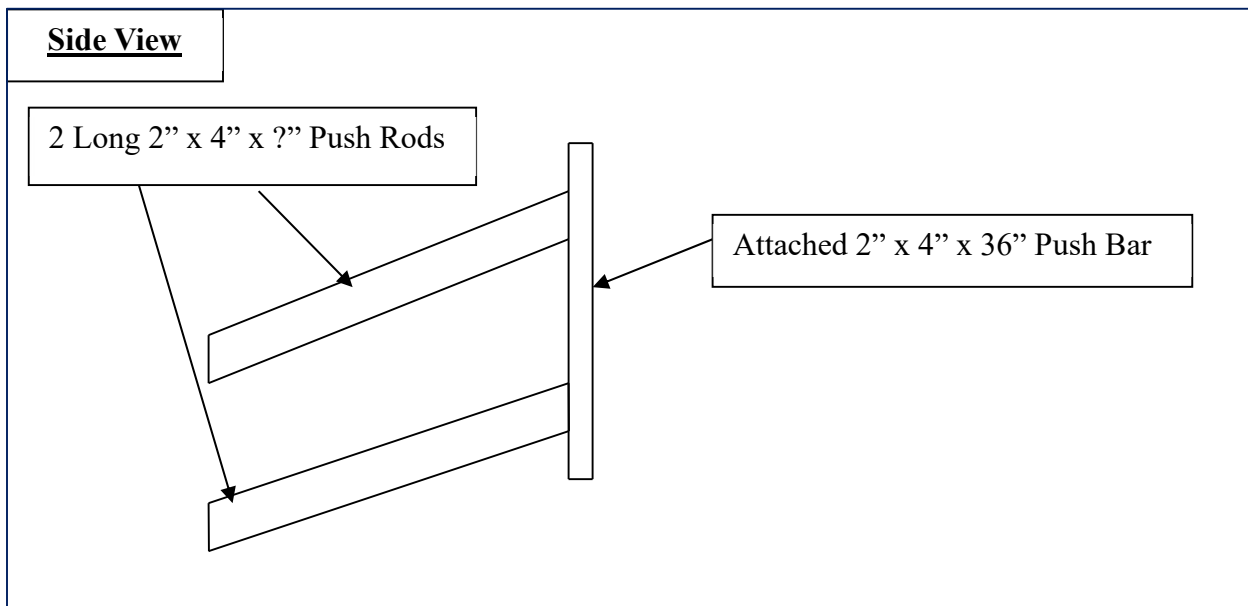 Side View
2 Long 2” x 4” x ?” Push Rods
Attached 2” x 4” x 36” Push Bar